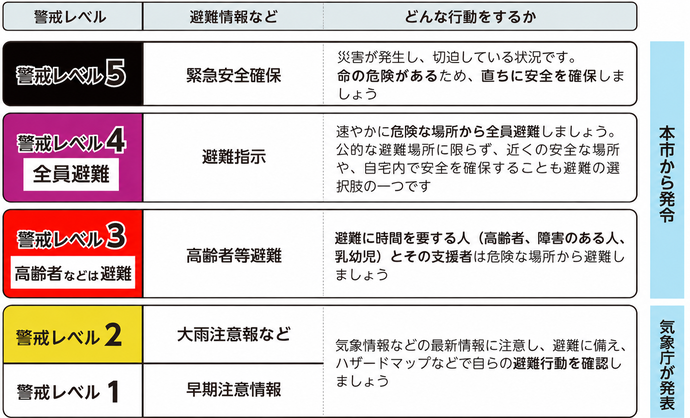 警戒レベル
避難情報など
どんな行動をするか
警戒レベル5
緊急安全確保
災害が発生し、切迫している状況です。
命の危険があるため、直ちに安全を確保しま
しょう
警戒レベル4
全員避難
避難指示
速やかに危険な場所から全員避難しましょう。
公的な避難場所に限らず、近くの安全な場所
や、自宅内で安全を確保することも避難の選
択肢の一つです
警戒レベル3
高齢者などは避難
高齢者等避難
避難に時間を要する人（高齢者、障害のある人、
乳幼児）とその支援者は危険な場所から避難し
ましょう
本市から発令
警戒レベル2
大雨注意報など
警戒レベル1
早期注意情報
気象情報などの最新情報に注意し、避難に備え、
ハザードマップなどで自らの避難行動を確認
しましょう
気象庁が発表